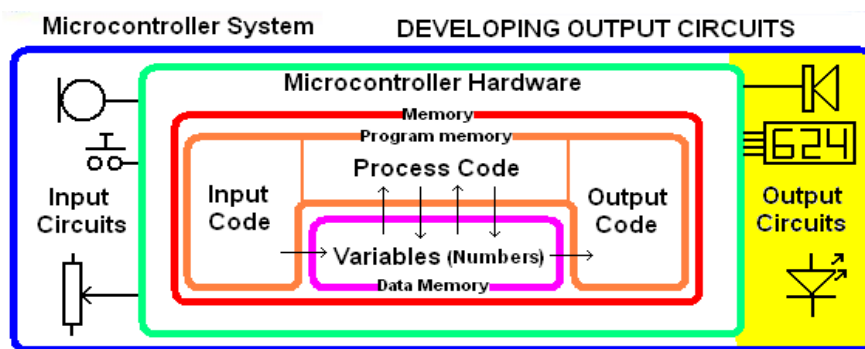 Microcontroller System DEVELOPING OUTPUT CIRCUITS
Microcontroller Hardware
Memory
Program memory
Process Code
Input
Circuits
Input
Code
Variables (Numbers)
Data Memory
Output
Code
624
Output
Circuits